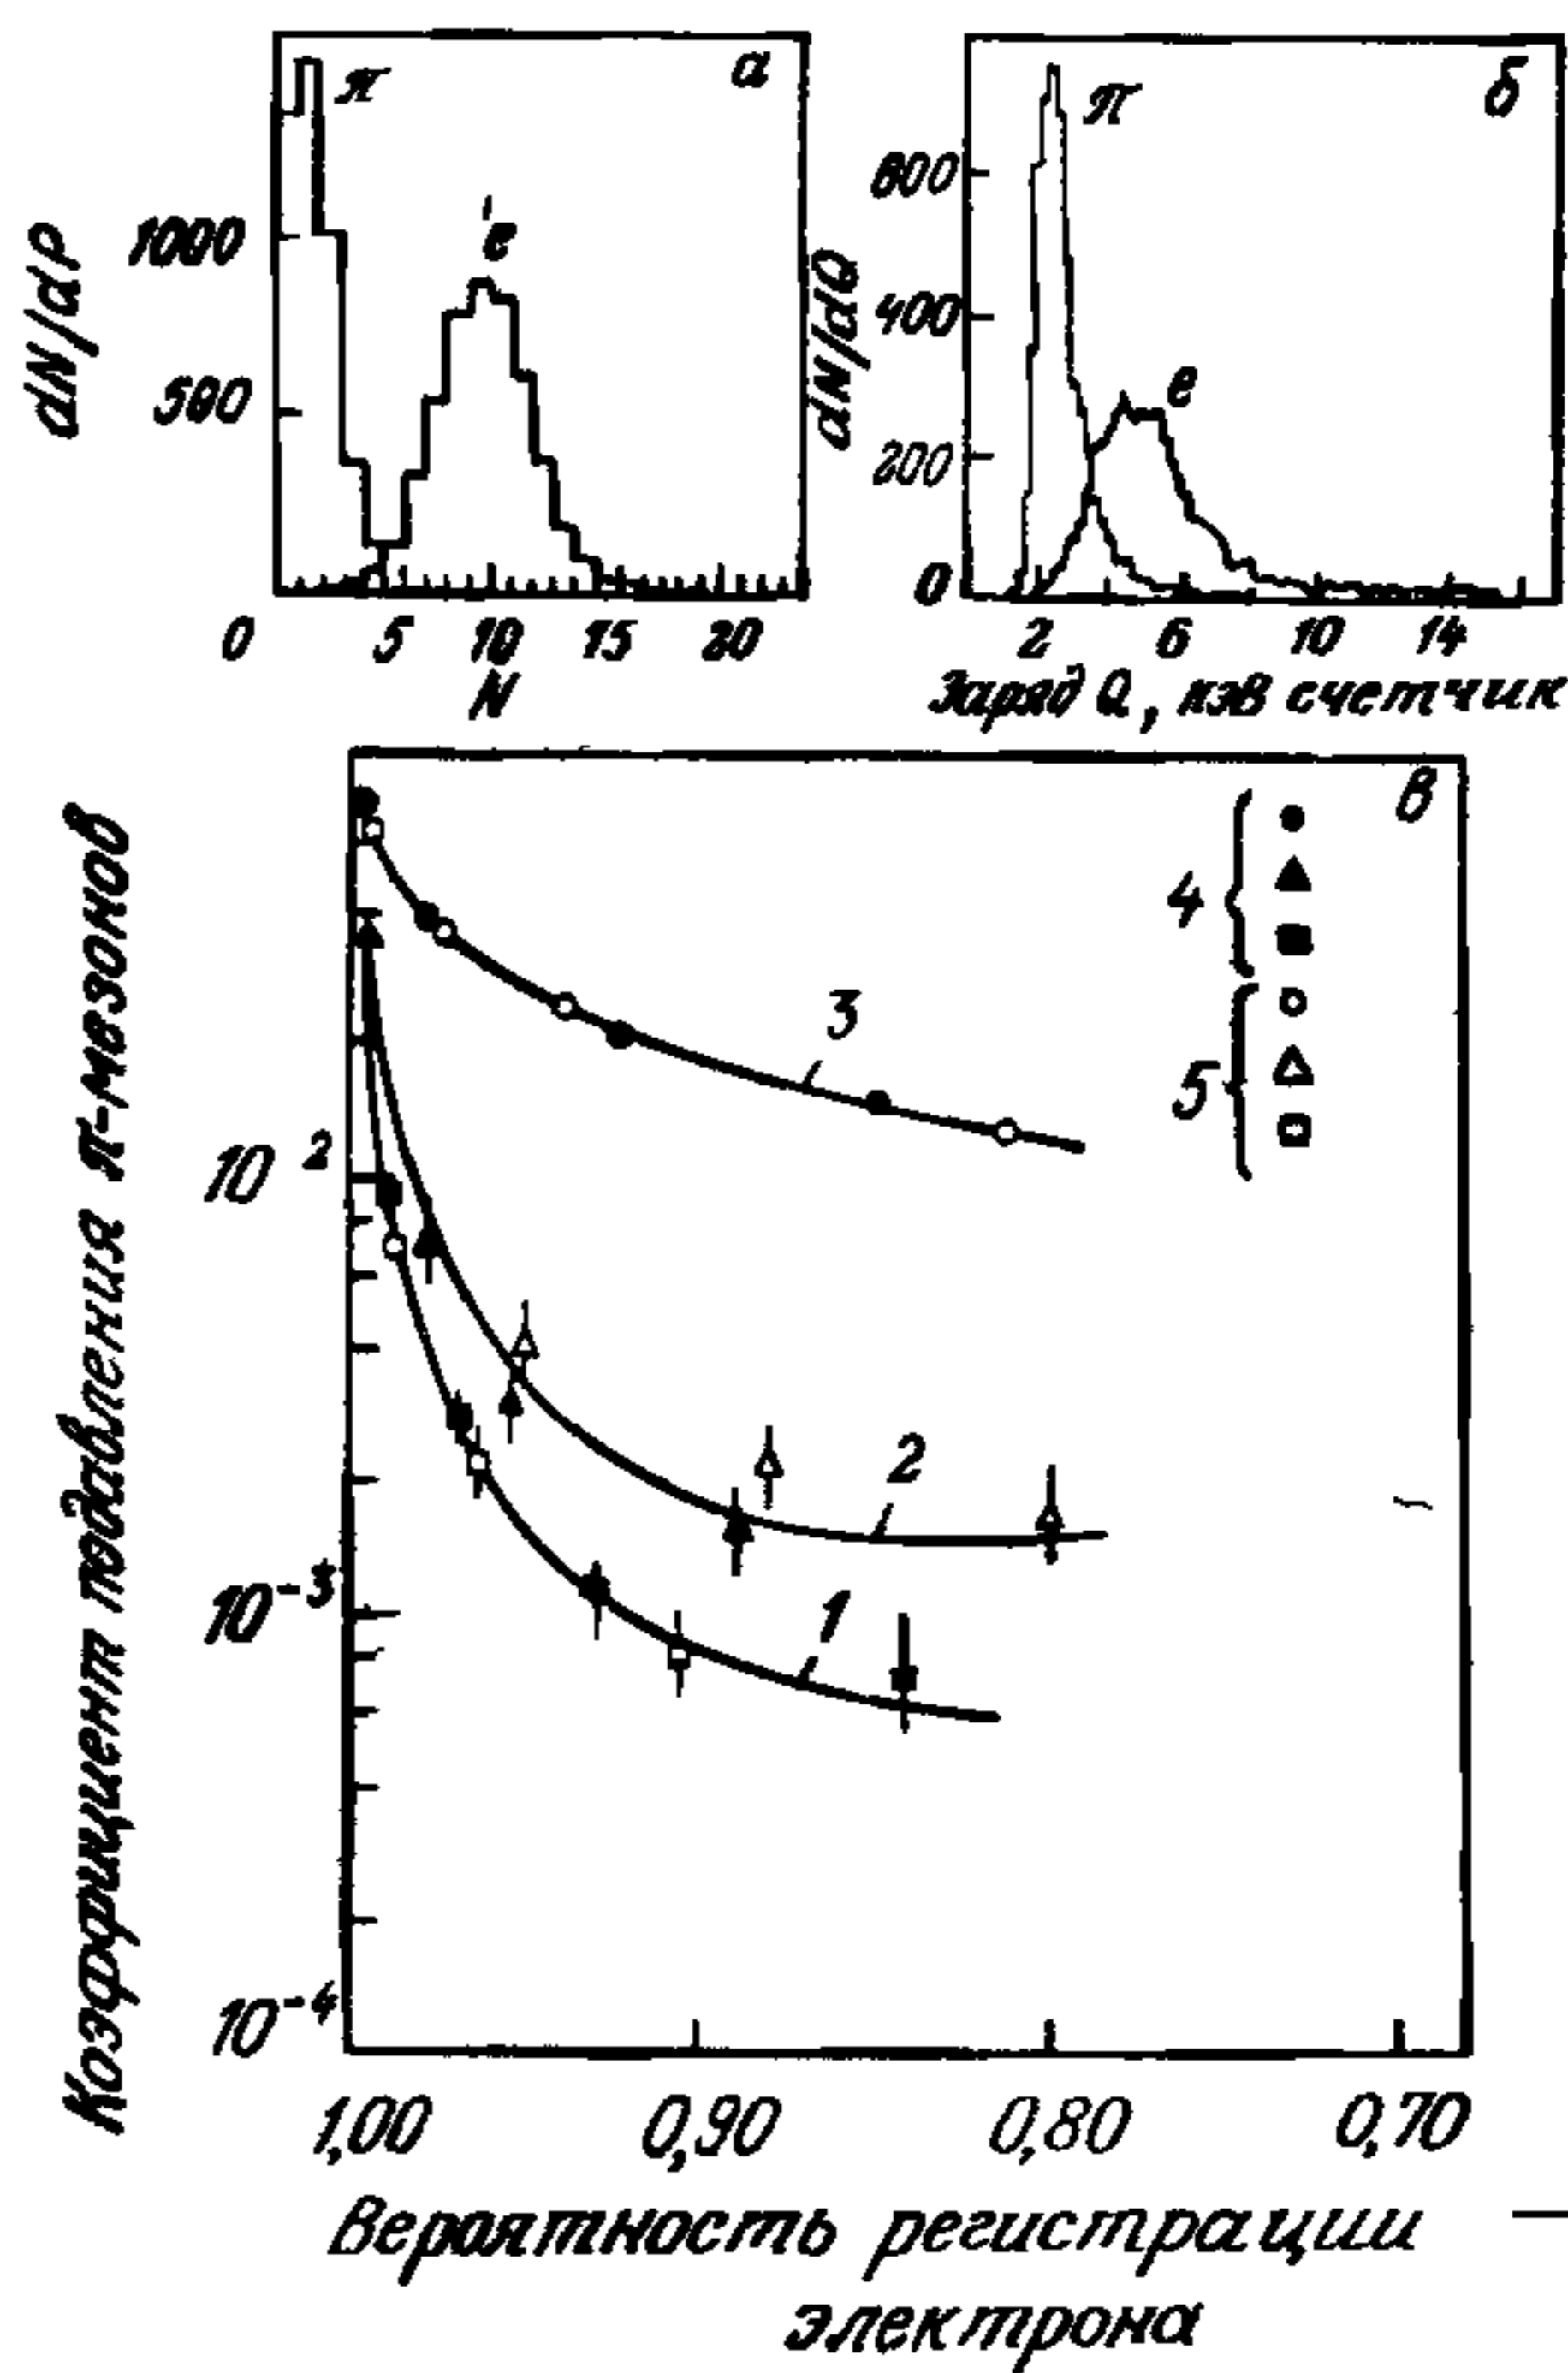 а
π
e
dN/dP
1000
500
0 5 10 15 20
N
б
π
e
dN/dQ
600
400
200
0
2 6 10 14
Заряд Q, кэВ счетчик
в
Коэффициент подавления π-мезонов
10 2
10-3
10-4
4
5
3
2
1
1,00 0,90 0,80 0,70
Вероятность регистрации
электрона